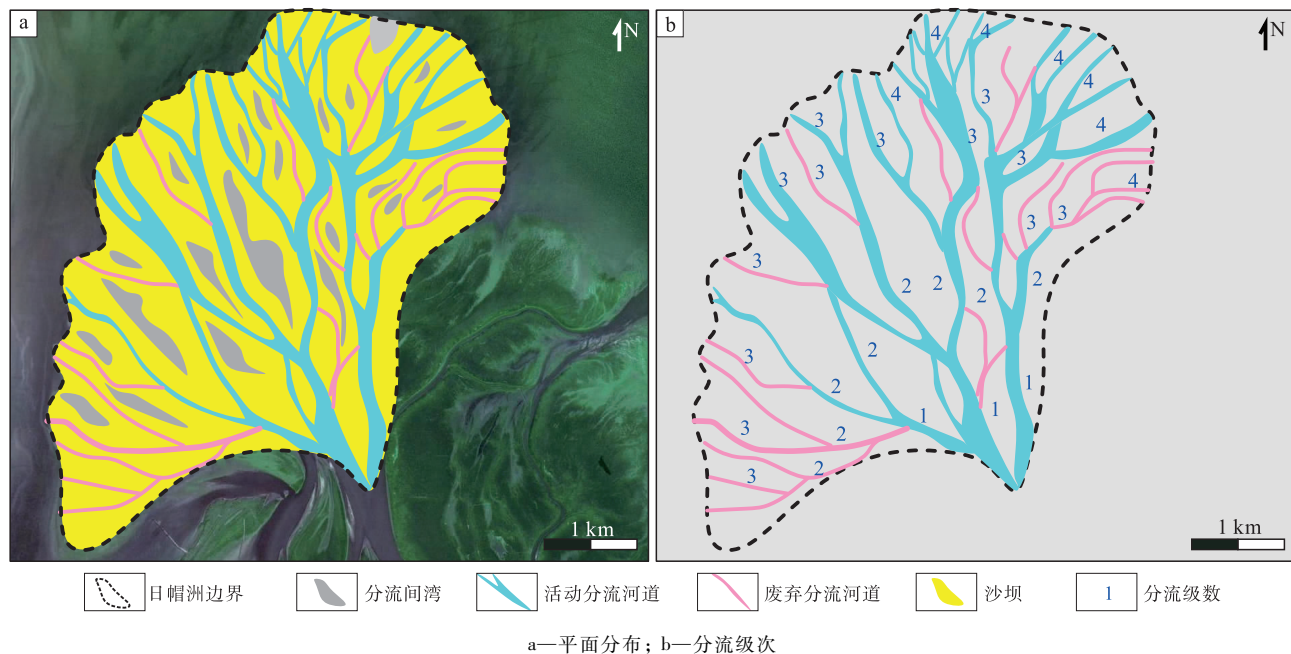 a
N
1 km
b
N
4 4 4
4 3 4
3 3 4
3 3 4
3 3
3 2 2 2 2
3 2 1
2 1
3 2 1
3 2
1 km
日帽洲边界 分流间湾 活动分流河道 废弃分流河道 沙坝 1 分流级数
a—平面分布；b—分流级次